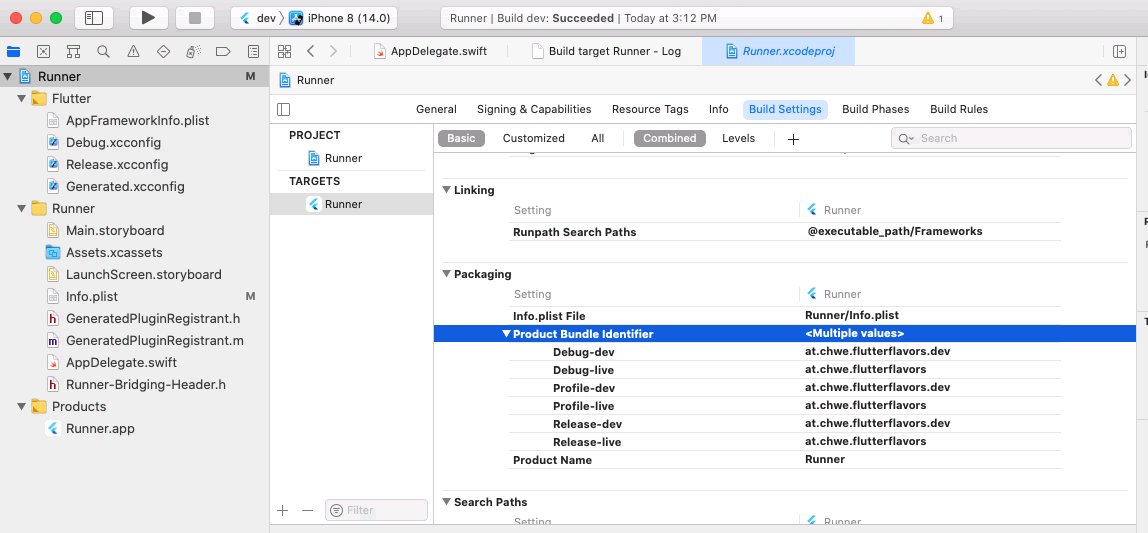 dev iPhone 8 (14.0)
Runner | Build dev: Succeeded | Today at 3:12 PM
1
AppDelegate.swift
Build target Runner - Log
Runner.xcodeproj
Runner M
Flutter
AppFrameworkInfo.plist
Debug.xcconfig
Release.xcconfig
Generated.xcconfig
Runner
Main.storyboard
Assets.xcassets
LaunchScreen.storyboard
Info.plist M
GeneratedPluginRegistrant.h
GeneratedPluginRegistrant.m
AppDelegate.swift
Runner-Bridging-Header.h
Products
Runner.app
Runner
General Signing & Capabilities Resource Tags Info Build Settings Build Phases Build Rules
PROJECT
Runner
TARGETS
Runner
Filter
Basic Customized All Combined Levels
Search
Linking
Setting Runner
Runpath Search Paths @executable_path/Frameworks
Packaging
Setting Runner
Info.plist File Runner/Info.plist
Product Bundle Identifier <Multiple values>
Debug-dev at.chwe.flutterflavors.dev
Debug-live at.chwe.flutterflavors
Profile-dev at.chwe.flutterflavors.dev
Profile-live at.chwe.flutterflavors
Release-dev at.chwe.flutterflavors.dev
Release-live at.chwe.flutterflavors
Product Name Runner
Search Paths
Setting Runner